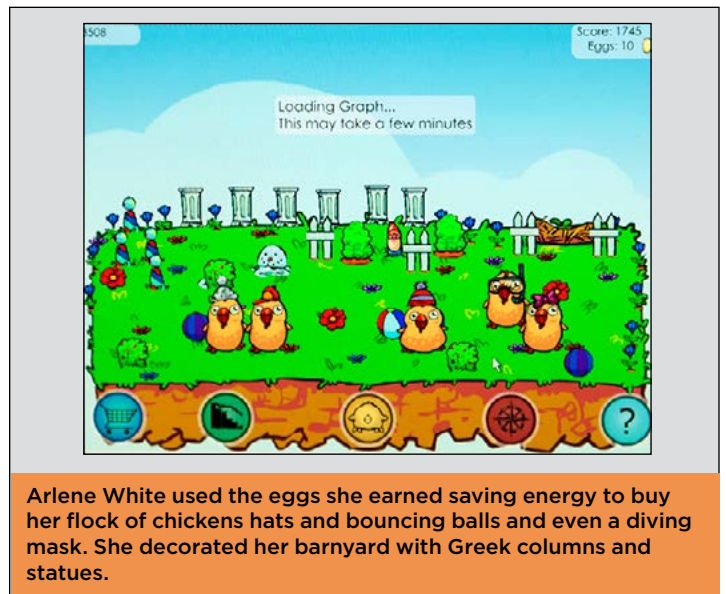 3508
Score: 1745
Eggs: 10
Loading Graph...
This may take a few minutes
?
Arlene White used the eggs she earned saving energy to buy
her flock of chickens hats and bouncing balls and even a diving
mask. She decorated her barnyard with Greek columns and
statues.